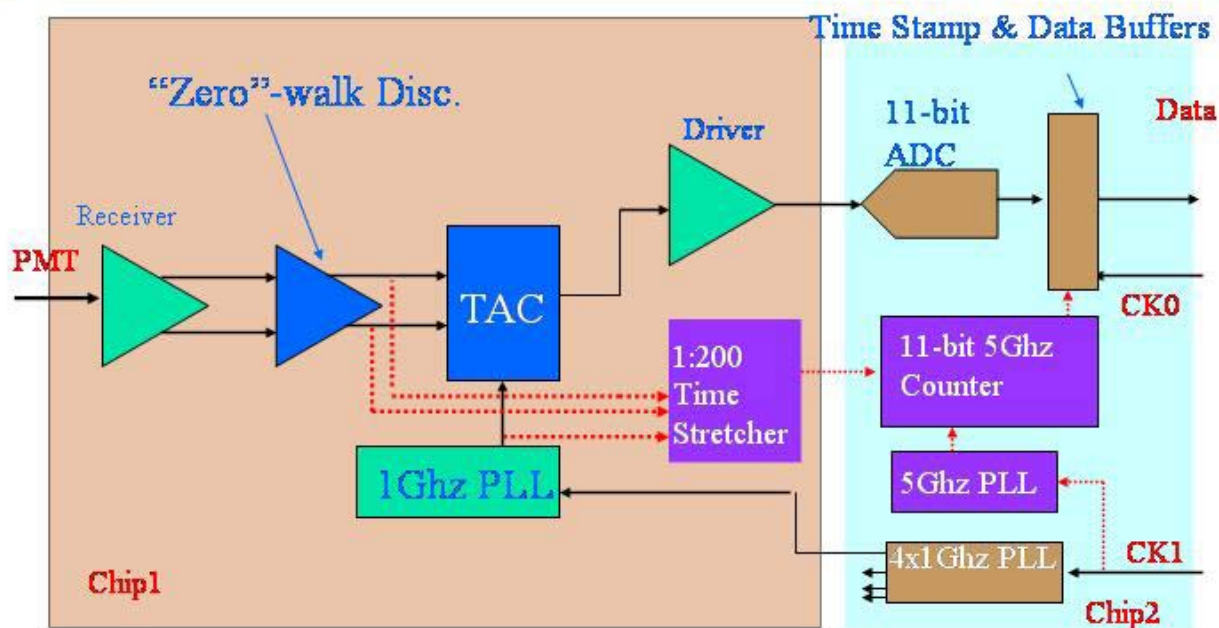 Time Stamp & Data Buffers
“Zero”-walk Disc.
Driver
11-bit
ADC
Data
Receiver
PMT
TAC
CK0
1:200
Time
Stretcher
11-bit 5Ghz
Counter
1Ghz PLL
5Ghz PLL
4x1Ghz PLL
CK1
Chip1
Chip2